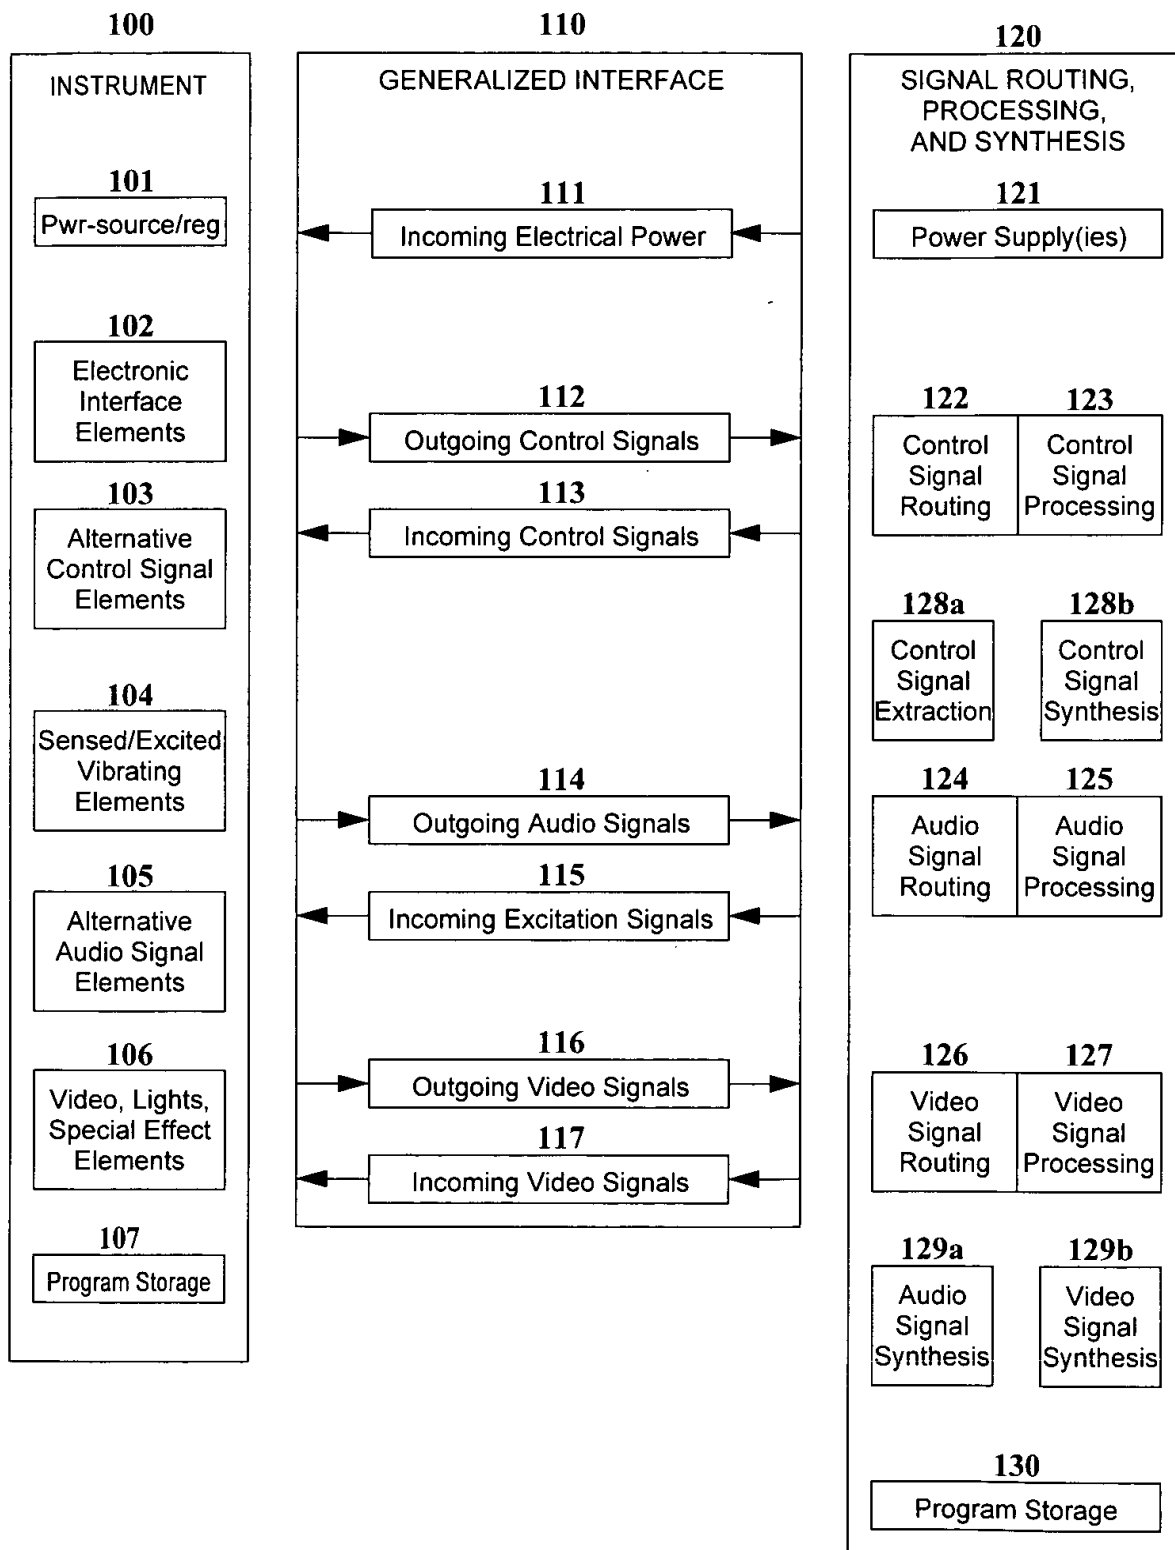 100
INSTRUMENT
101
Pwr-source/reg
102
Electronic
Interface
Elements
103
Alternative
Control Signal
Elements
104
Sensed/Excited
Vibrating
Elements
105
Alternative
Audio Signal
Elements
106
Video, Lights,
Special Effect
Elements
107
Program Storage
110
GENERALIZED INTERFACE
111
Incoming Electrical Power
112
Outgoing Control Signals
113
Incoming Control Signals
114
Outgoing Audio Signals
115
Incoming Excitation Signals
116
Outgoing Video Signals
117
Incoming Video Signals
120
SIGNAL ROUTING,
PROCESSING,
AND SYNTHESIS
121
Power Supply(ies)
122
Control
Signal
Routing
123
Control
Signal
Processing
128a
Control
Signal
Extraction
128b
Control
Signal
Synthesis
124
Audio
Signal
Routing
125
Audio
Signal
Processing
126
Video
Signal
Routing
127
Video
Signal
Processing
129a
Audio
Signal
Synthesis
129b
Video
Signal
Synthesis
130
Program Storage